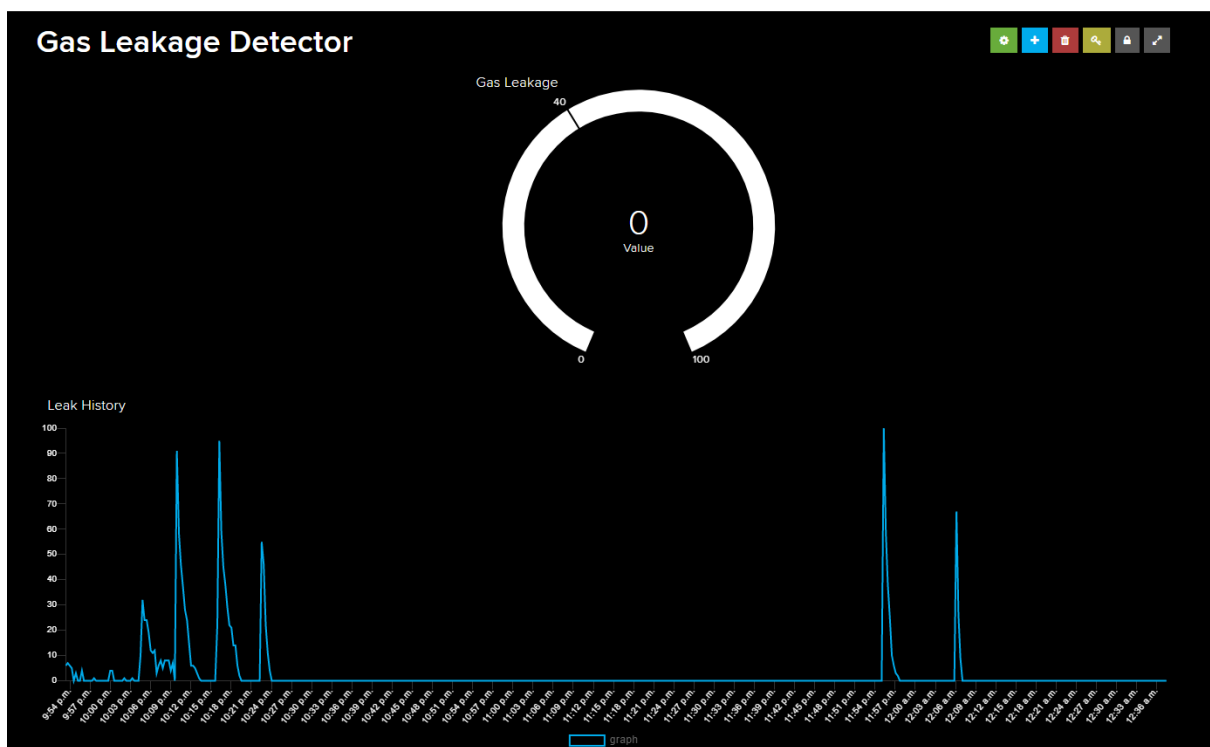 Gas Leakage Detector
Gas Leakage
40
0
Value
0
100
Leak History
100
90
80
70
60
50
40
30
20
10
0
9:54 p.m.
9:57 p.m.
10:00 p.m.
10:03 p.m.
10:06 p.m.
10:09 p.m.
10:12 p.m.
10:15 p.m.
10:18 p.m.
10:21 p.m.
10:24 p.m.
10:27 p.m.
10:30 p.m.
10:33 p.m.
10:36 p.m.
10:39 p.m.
10:42 p.m.
10:45 p.m.
10:48 p.m.
10:51 p.m.
10:54 p.m.
10:57 p.m.
11:00 p.m.
11:03 p.m.
11:06 p.m.
11:09 p.m.
11:12 p.m.
11:15 p.m.
11:18 p.m.
11:21 p.m.
11:24 p.m.
11:27 p.m.
11:30 p.m.
11:33 p.m.
11:36 p.m.
11:39 p.m.
11:42 p.m.
11:45 p.m.
11:48 p.m.
11:51 p.m.
11:54 p.m.
11:57 p.m.
12:00 a.m.
12:03 a.m.
12:06 a.m.
12:09 a.m.
12:12 a.m.
12:15 a.m.
12:18 a.m.
12:21 a.m.
12:24 a.m.
12:27 a.m.
12:30 a.m.
12:33 a.m.
12:36 a.m.
graph